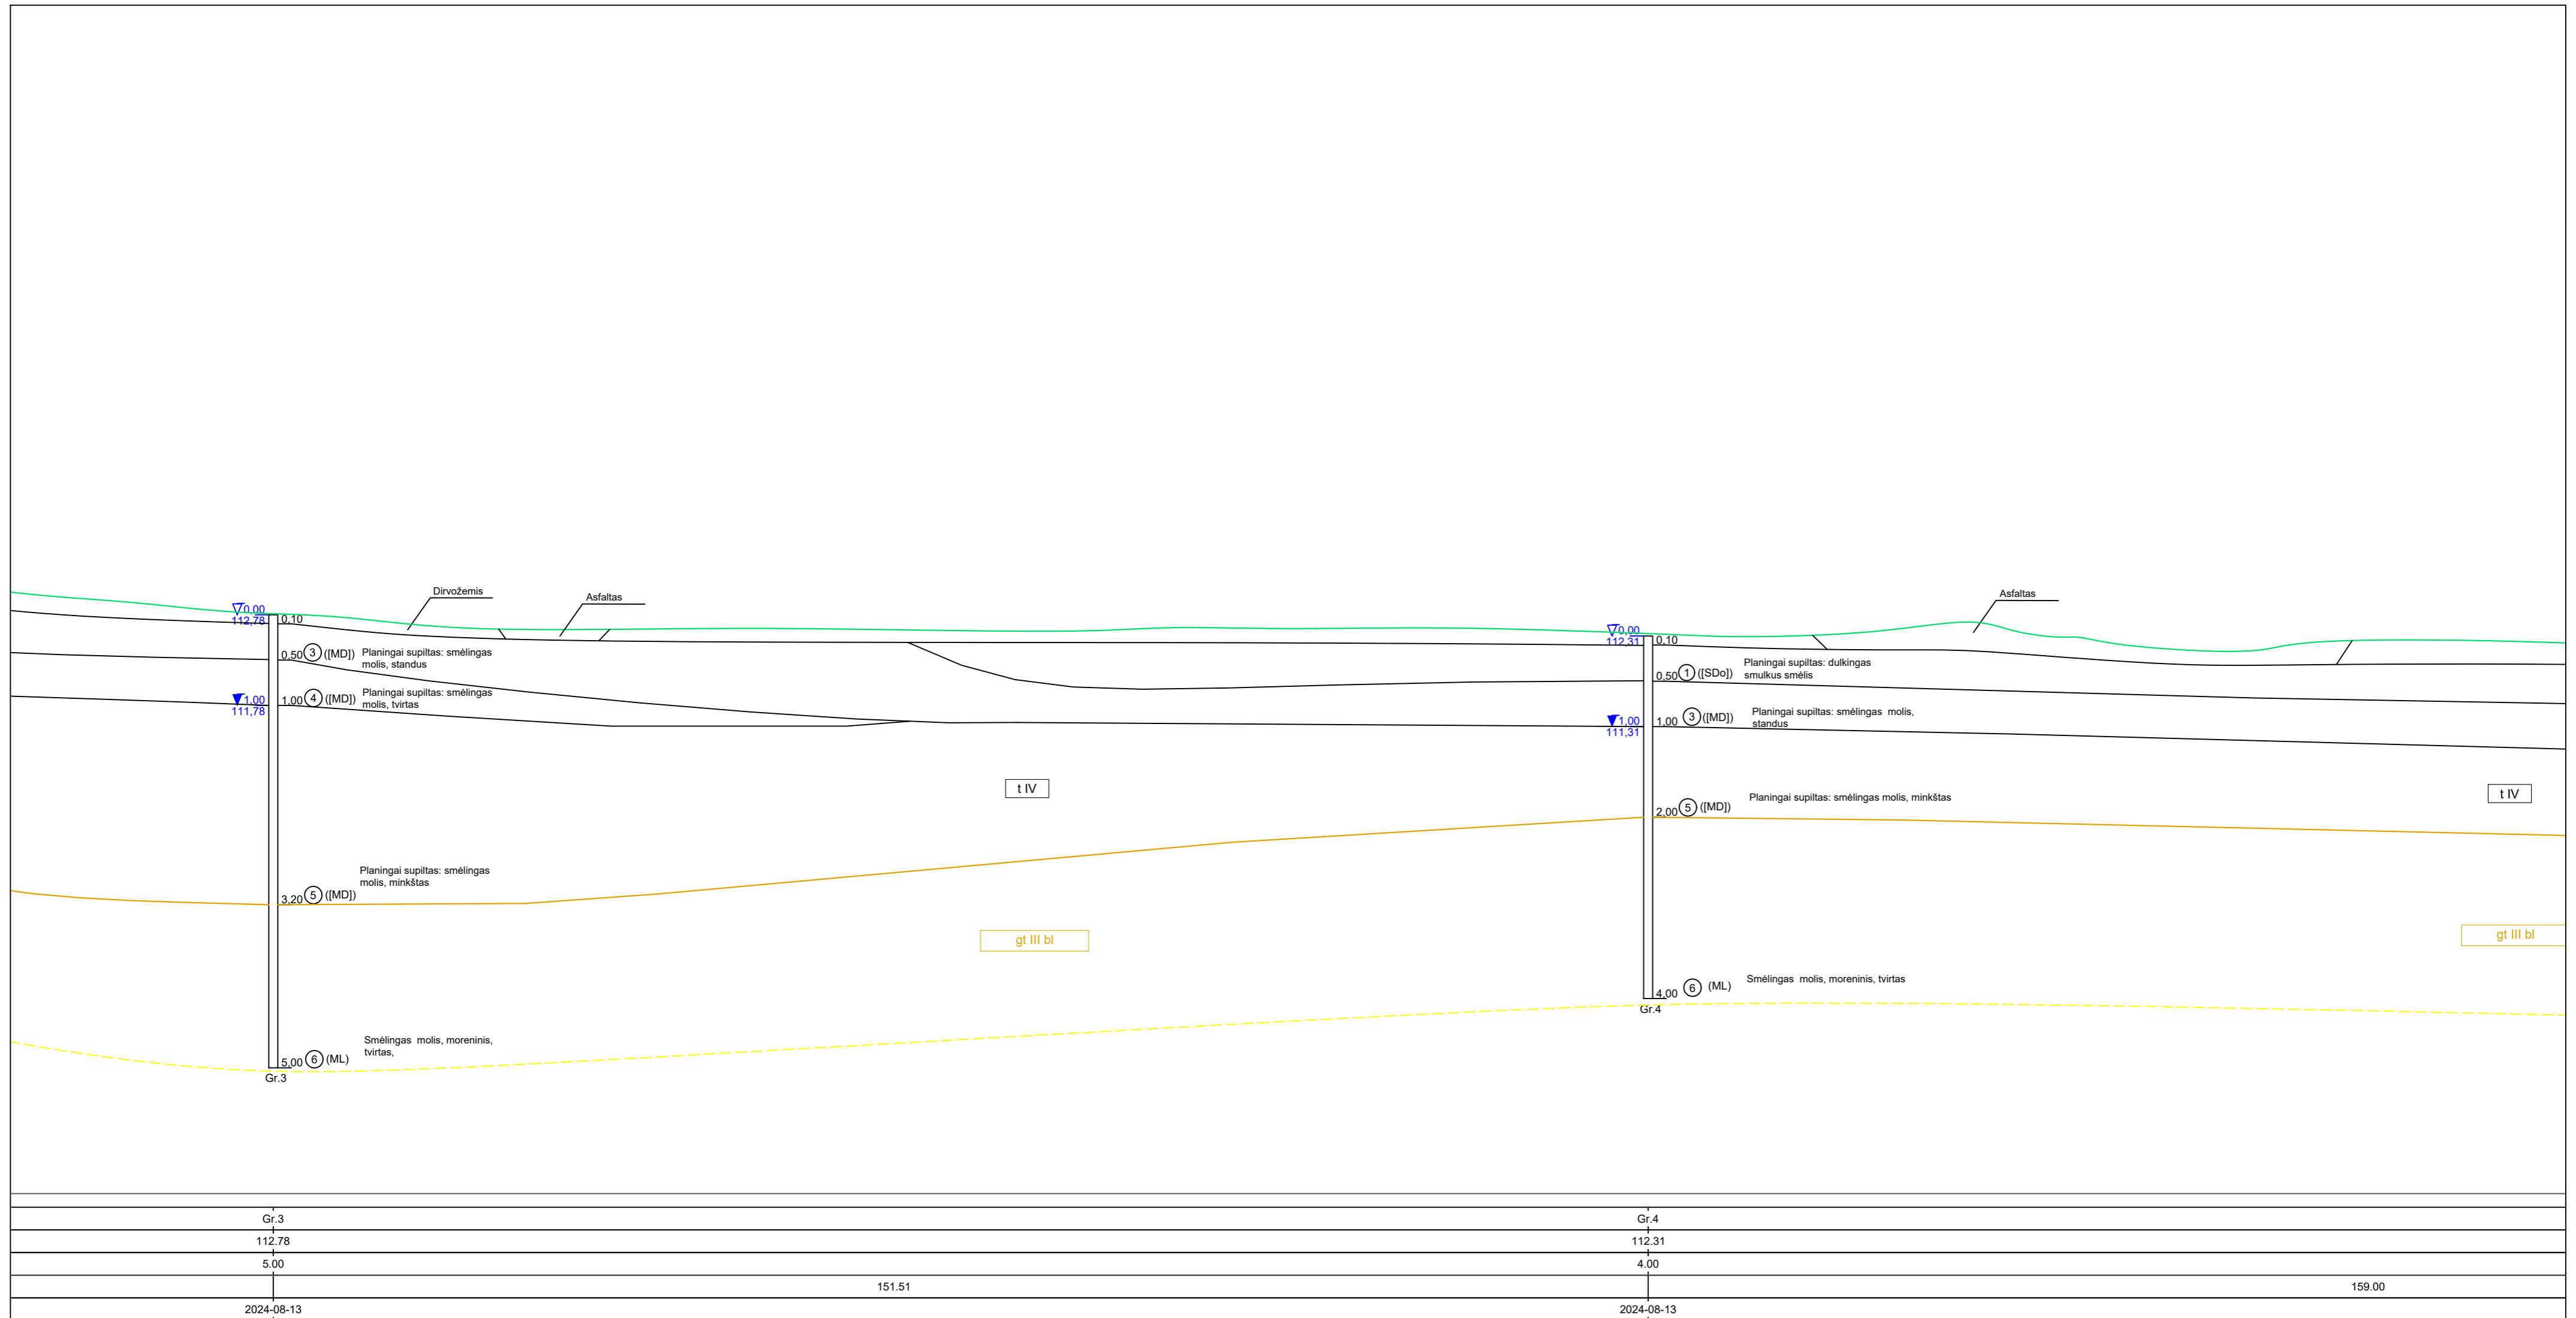 Dirvožemis
Asfaltas
Asfaltas
0,00
112,78
0,10
0,50
3
([MD])
Planingai supiltas: smėlingas
molis, standus
1,00
111,78
1,00
4
([MD])
Planingai supiltas: smėlingas
molis, tvirtas
3,20
5
([MD])
Planingai supiltas: smėlingas
molis, minkštas
5,00
6
(ML)
Smėlingas molis, moreninis,
tvirtas,
Gr.3
t IV
gt III bl
0,00
112,31
0,10
0,50
1
([SDo])
Planingai supiltas: dulkingas
smulkus smėlis
1,00
111,31
1,00
3
([MD])
Planingai supiltas: smėlingas molis,
standus
2,00
5
([MD])
Planingai supiltas: smėlingas molis, minkštas
4,00
6
(ML)
Smėlingas molis, moreninis, tvirtas
Gr.4
t IV
gt III bl
Gr.3
Gr.4
112.78
112.31
5.00
4.00
151.51
159.00
2024-08-13
2024-08-13